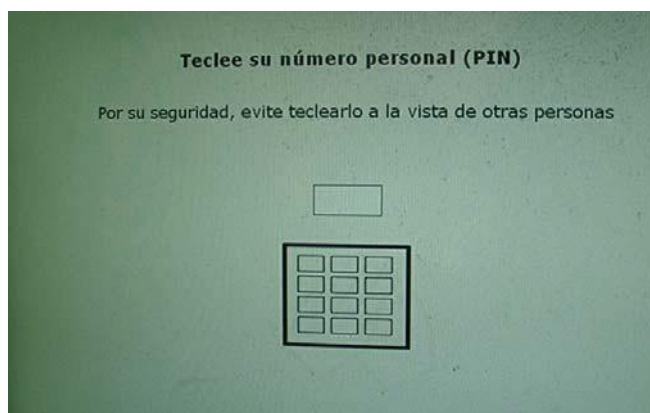 Teclee su número personal (PIN)
Por su seguridad, evite teclearlo a la vista de otras personas